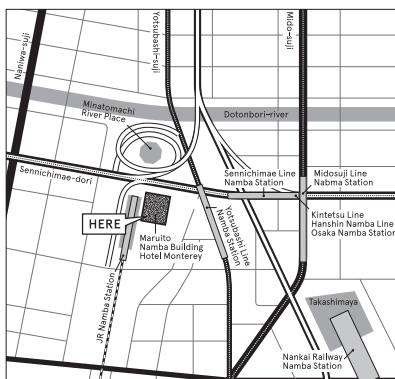 Naniwa-suji
Yotsubashi-suji
Mido-suji
Minatomachi
River Place
Dotonbori-river
Sennichimae-dori
Sennichimae Line
Namba Station
Midosuji Line
Nabma Station
HERE
Maruito
Namba Building
Hotel Monterey
Yotsubashi Line
Namba Station
Kintetsu Line
Hanshin Namba Line
Osaka Namba Station
JR Namba Station
Takashimaya
Nankai Railway
Namba Station